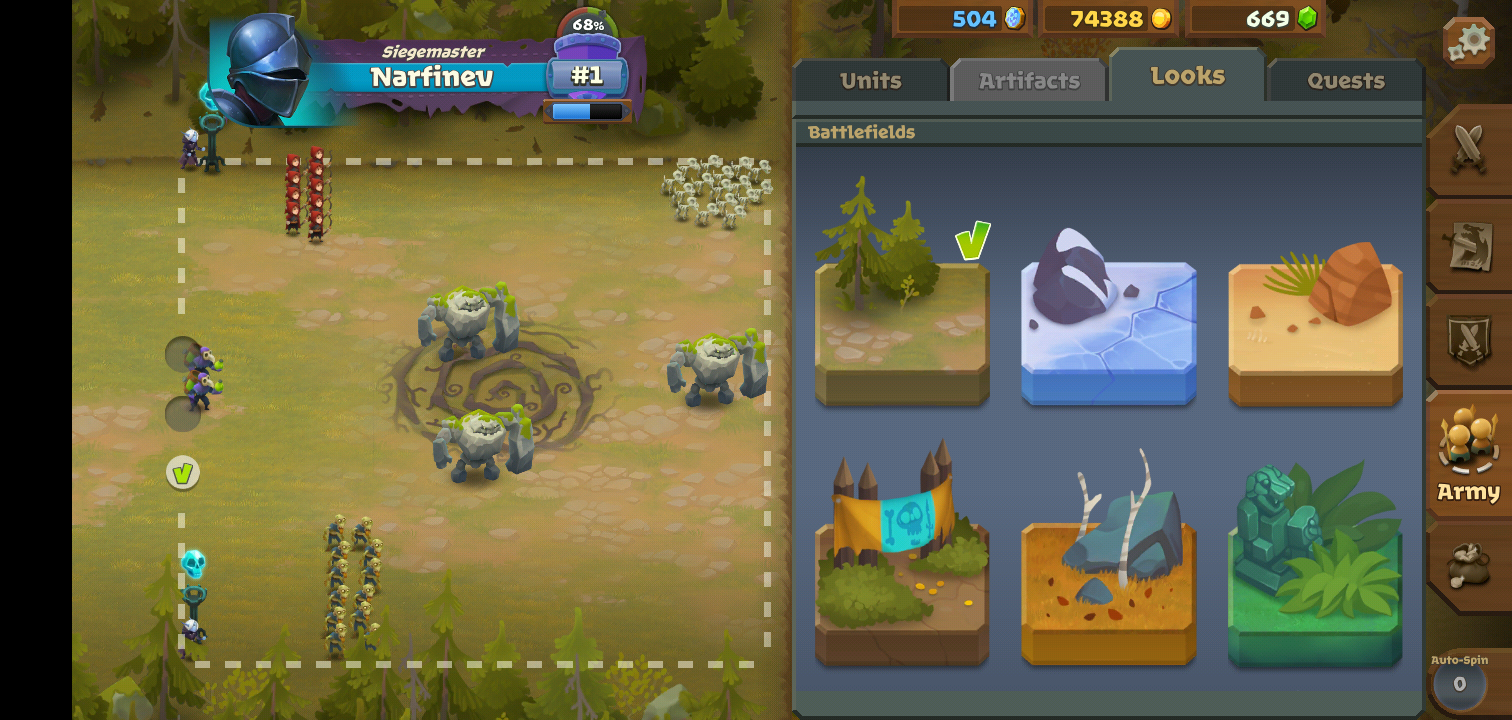 68%
Siegemaster
Narfinev
#1
504
74388
669
Units
Artifacts
Looks
Quests
Battlefields
Army
Auto-Spin
0